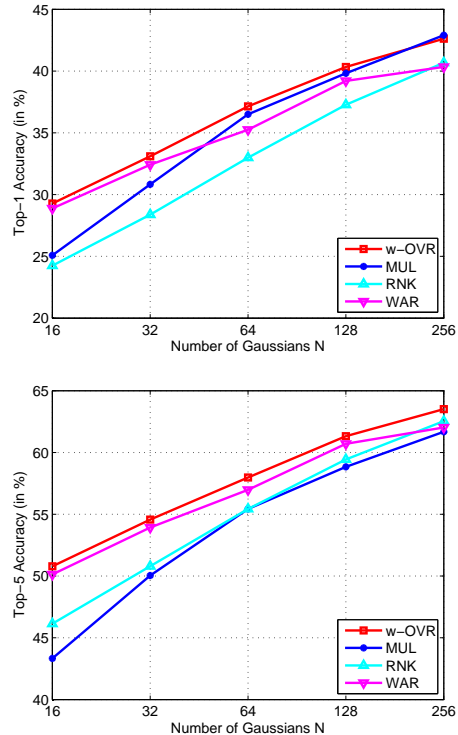 45
40
35
30
25
20
Top-1 Accuracy (in %)
w-OVR
MUL
RNK
WAR
16 32 64 128 256
Number of Gaussians N
65
60
55
50
45
40
Top-5 Accuracy (in %)
w-OVR
MUL
RNK
WAR
16 32 64 128 256
Number of Gaussians N